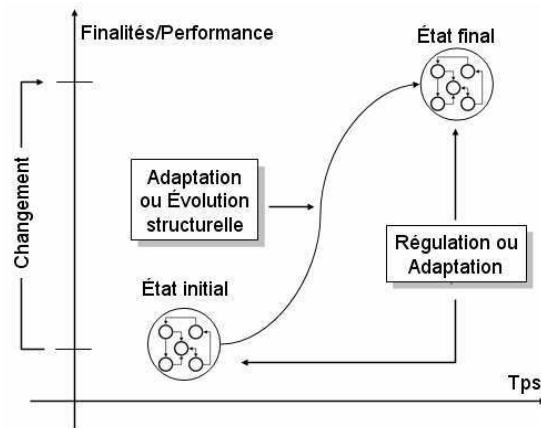 Finalités/Performance
État final
Changement
Adaptation
ou Évolution
structurelle
Régulation ou
Adaptation
État initial
Tps